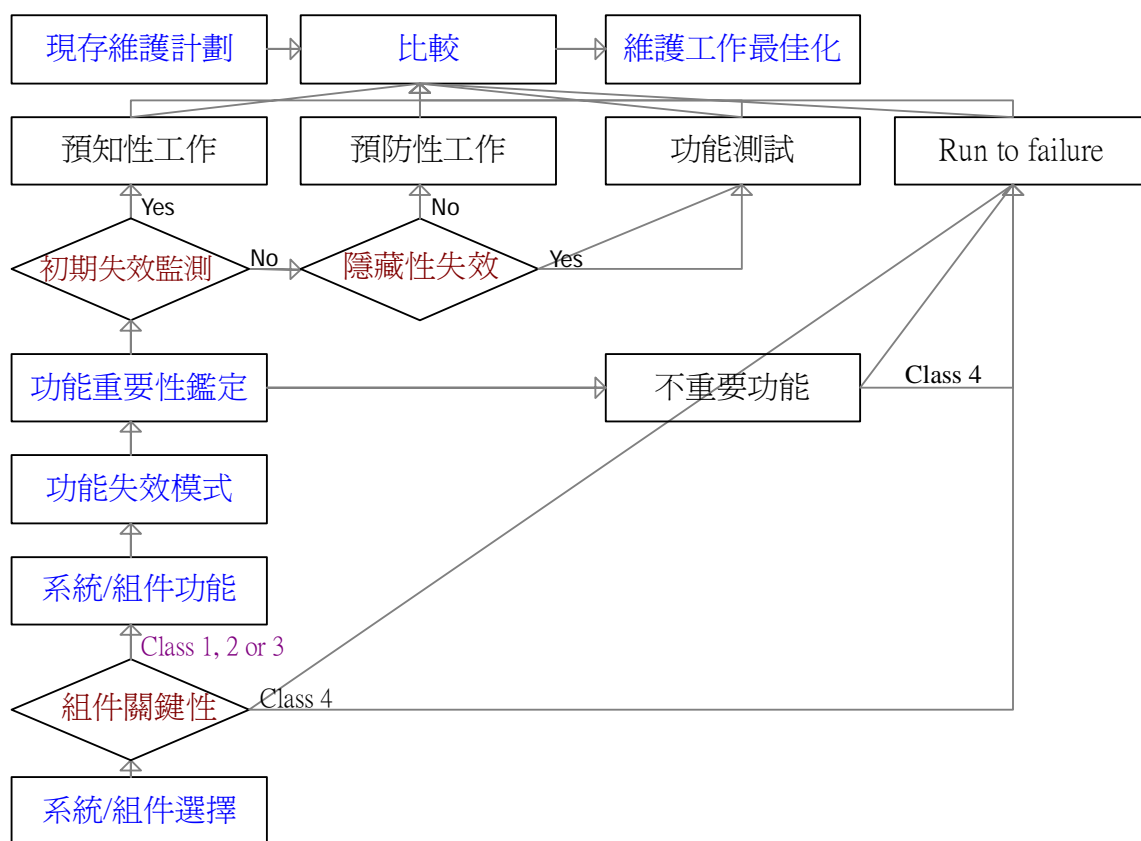 現存維護計劃
比較
維護工作最佳化
預知性工作
預防性工作
功能測試
Run to failure
Yes
No
初期失效監測
No
隱藏性失效
Yes
功能重要性鑑定
不重要功能
Class 4
功能失效模式
系統/組件功能
Class 1, 2 or 3
組件關鍵性
Class 4
系統/組件選擇